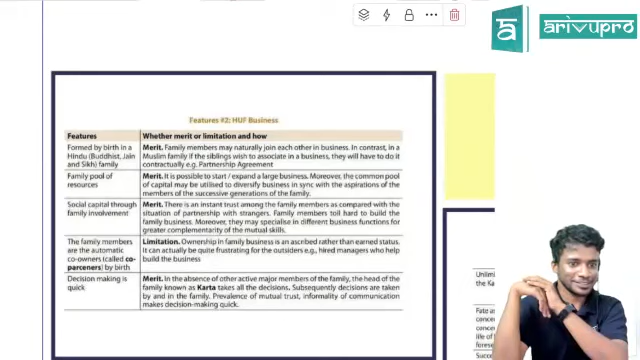 arivupro
Features #2: HUF Business
Features Whether merit or limitation and how
Formed by birth in a Hindu (Buddhist, Jain and Sikh) family
Merit. Family members may naturally join each other in business. In contrast, in a
Muslim family if the siblings wish to associate in a business, they will have to do it
contractually e.g. Partnership Agreement
Family pool of resources
Merit. It is possible to start / expand a large business. Moreover, the common pool
of capital may be utilised to diversify business in sync with the aspirations of the
members of the successive generations of the family.
Social capital through family involvement
Merit. There is an instant trust among the family members as compared with the
situation of partnership with strangers. Family members toil hard to build the
family business. Moreover, they may specialise in different business functions for
greater complementarity of the mutual skills.
The family members are the automatic co-owners (called co-parceners) by birth
Limitation. Ownership in family business is an ascribed rather than earned status.
It can actually be quite frustrating for the outsiders e.g., hired managers who help
build the business
Decision making is quick
Merit. In the absence of other active major members of the family, the head of the
family known as Karta takes all the decisions. Subsequently decisions are taken
by and in the family. Prevalence of mutual trust, informality of communication
makes decision-making quick.
Unlimi
the Ka
Fate a
concer
conce
life of
forese
Succe